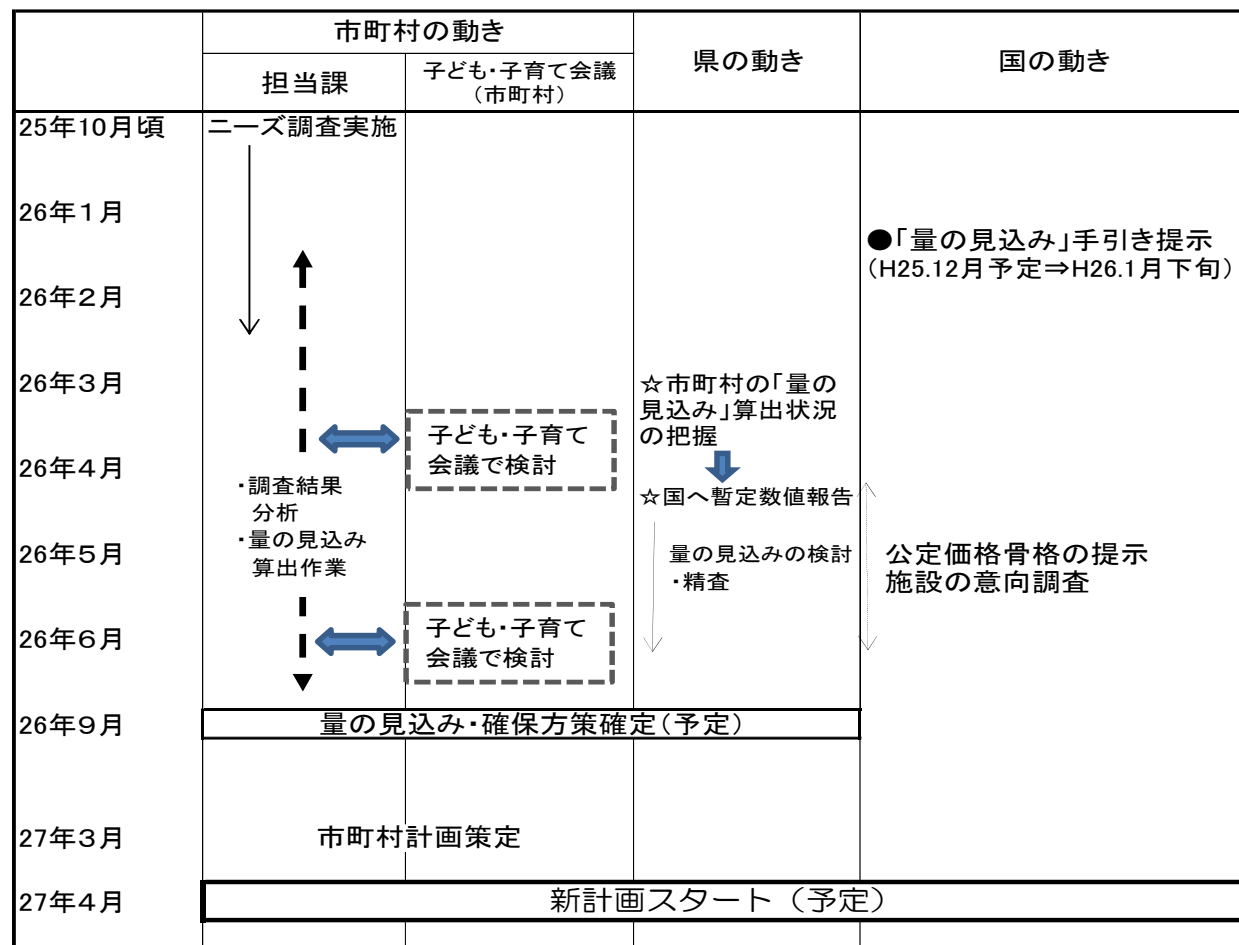 市町村の動き
県の動き
国の動き
担当課
子ども・子育て会議
（市町村）
25年10月頃
ニーズ調査実施
26年１月
●「量の見込み」手引き提示
（H25.12月予定⇒H26.1月下旬）
26年２月
26年３月
☆市町村の「量の
見込み」算出状況
の把握
子ども・子育て
会議で検討
26年４月
・調査結果
分析
・量の見込み
算出作業
☆国へ暫定数値報告
26年５月
量の見込みの検討
・精査
公定価格骨格の提示
施設の意向調査
26年６月
子ども・子育て
会議で検討
26年９月
量の見込み・確保方策確定（予定）
27年３月
市町村計画策定
27年４月
新計画スタート（予定）